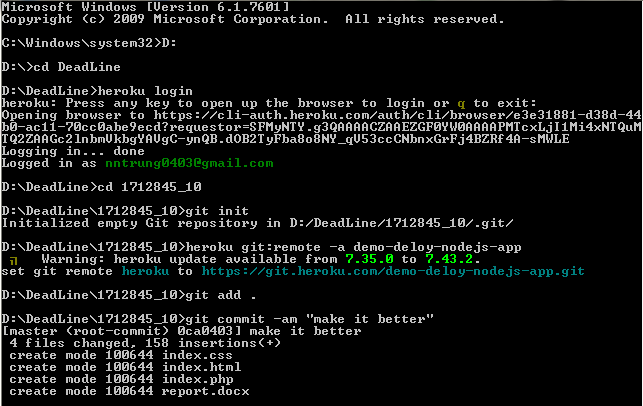 Microsoft Windows [Version 6.1.7601]
Copyright (c) 2009 Microsoft Corporation.  All rights reserved.
C:\Windows\system32>D:
D:\>cd DeadLine
D:\DeadLine>heroku login
heroku: Press any key to open up the browser to login or q to exit:
Opening browser to https://cli-auth.heroku.com/auth/cli/browser/e3e31881-d38d-44
b0-ac11-70cc0abe9ecd?requestor=SFMyNTY.g3QAAAACZAAEZGF0YW0AAAAPMTcxLjI1Mi4xNTQuM
TQ2ZAAGc2lnbmVkbgYAVgC-ynQB.dOB2TyFba8o8NY_qV53ccCNbnxGrFj4BZRf4A-sMWLE
Logging in... done
Logged in as nntrung0403@gmail.com
D:\DeadLine>cd 1712845_10
D:\DeadLine\1712845_10>git init
Initialized empty Git repository in D:/DeadLine/1712845_10/.git/
D:\DeadLine\1712845_10>heroku git:remote -a demo-deloy-nodejs-app
Warning: heroku update available from 7.35.0 to 7.43.2.
set git remote heroku to https://git.heroku.com/demo-deloy-nodejs-app.git
D:\DeadLine\1712845_10>git add .
D:\DeadLine\1712845_10>git commit -am "make it better"
[master (root-commit) 0ca0403] make it better
4 files changed, 158 insertions(+)
create mode 100644 index.css
create mode 100644 index.html
create mode 100644 index.php
create mode 100644 report.docx